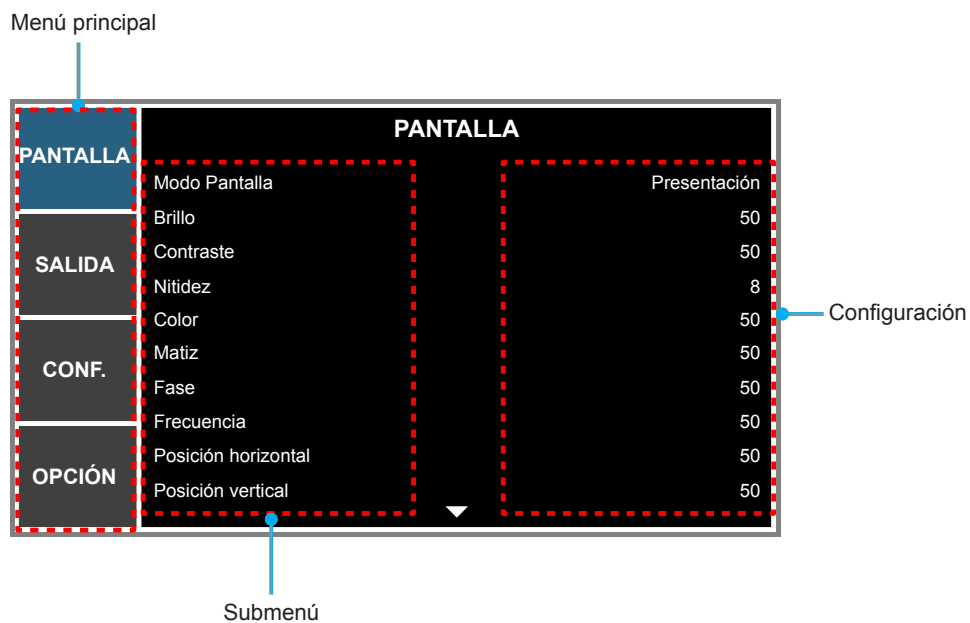 Menú principal
PANTALLA
PANTALLA
SALIDA
CONF.
OPCIÓN
Modo Pantalla Presentación
Brillo 50
Contraste 50
Nitidez 8
Color 50
Matiz 50
Fase 50
Frecuencia 50
Posición horizontal 50
Posición vertical 50
Configuración
Submenú